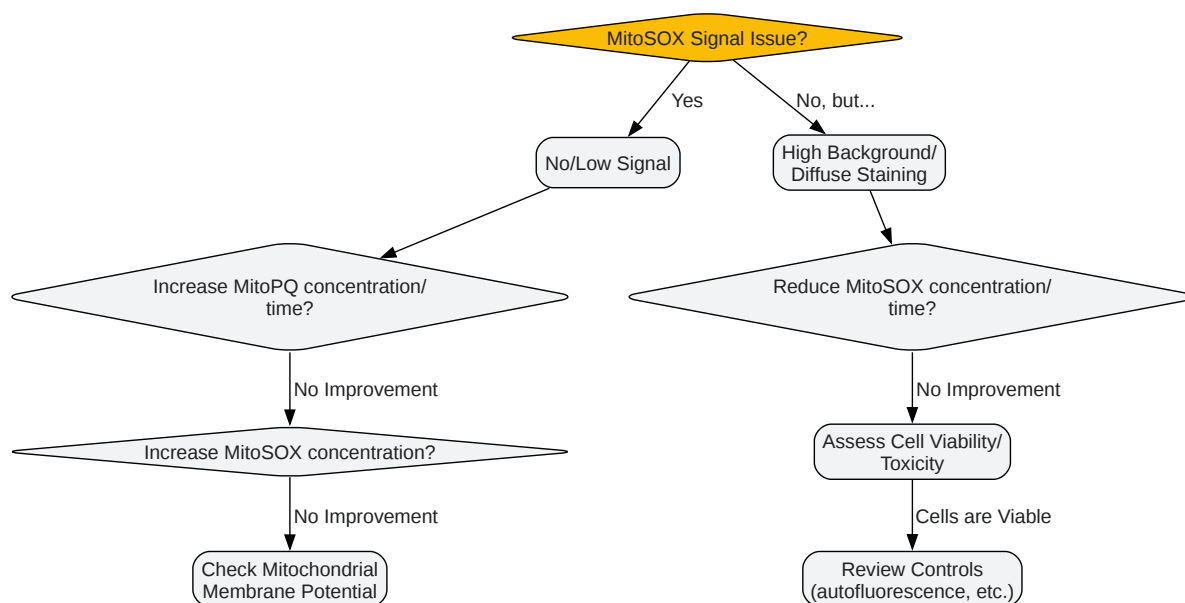 MitoSOX Signal Issue?
Yes
No, but...
No/Low Signal
High Background/
Diffuse Staining
Increase MitoPQ concentration/
time?
Reduce MitoSOX concentration/
time?
No Improvement
No Improvement
Increase MitoSOX concentration?
Assess Cell Viability/
Toxicity
No Improvement
Cells are Viable
Check Mitochondrial
Membrane Potential
Review Controls
(autofluorescence, etc.)